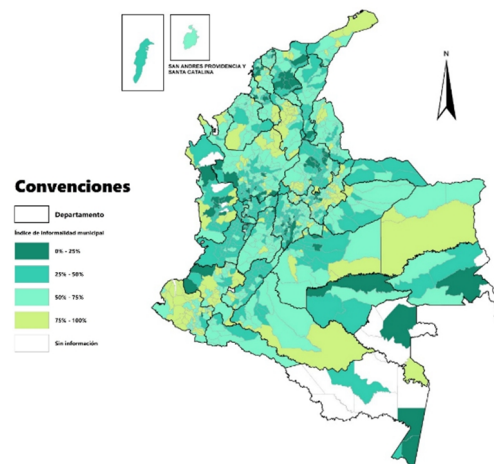 SAN ANDRES PROVIDENCIA Y
SANTA CATALINA
N
Convenciones
Departamento
Índice de informalidad municipal
0% - 25%
25% - 50%
50% - 75%
75% - 100%
Sin información